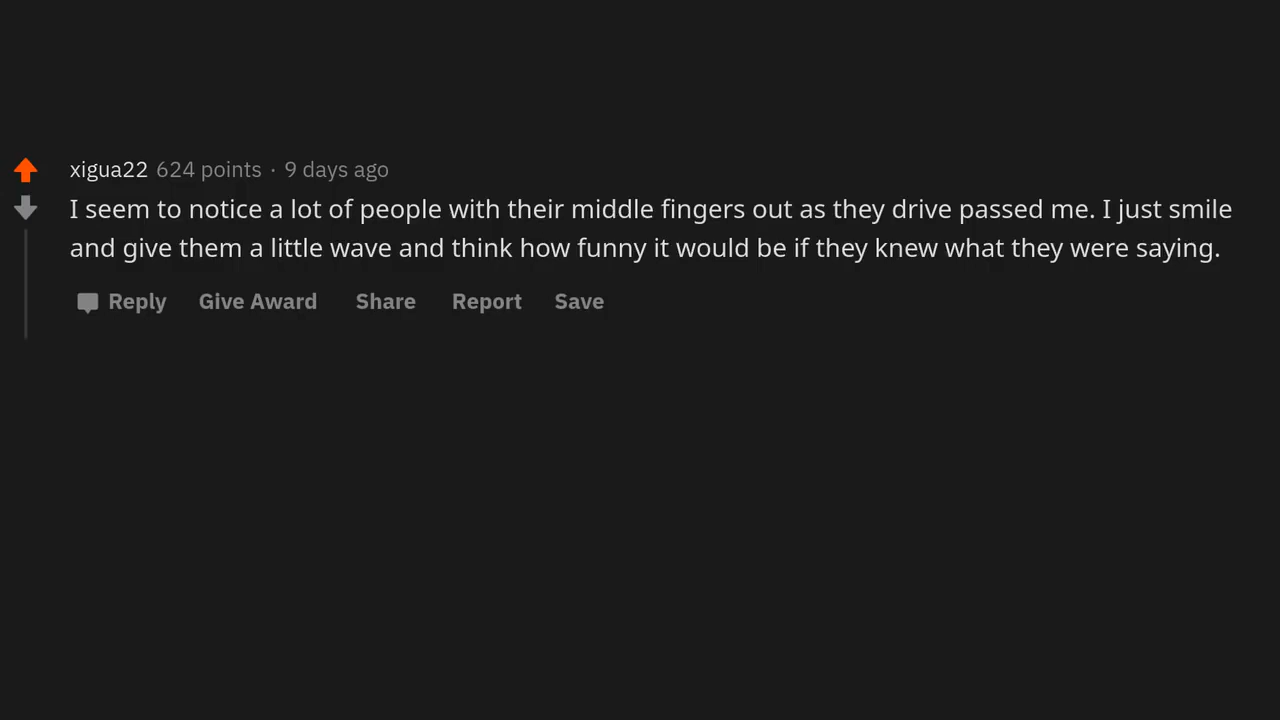 xigua22 624 points · 9 days ago
I seem to notice a lot of people with their middle fingers out as they drive passed me. I just smile
and give them a little wave and think how funny it would be if they knew what they were saying.
Reply Give Award Share Report Save